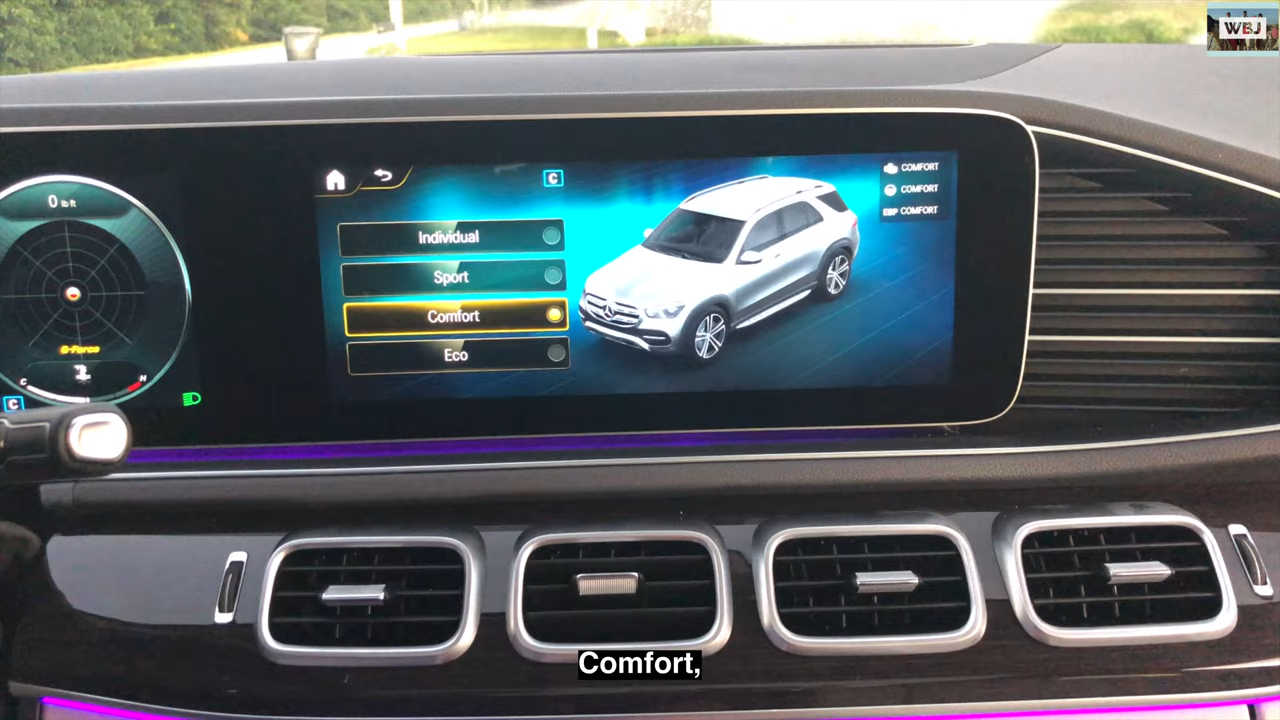 WBJ
0 lb ft
C
COMFORT
COMFORT
ESP COMFORT
Individual
Sport
Comfort
Eco
G-Force
C
N
C
Comfort,